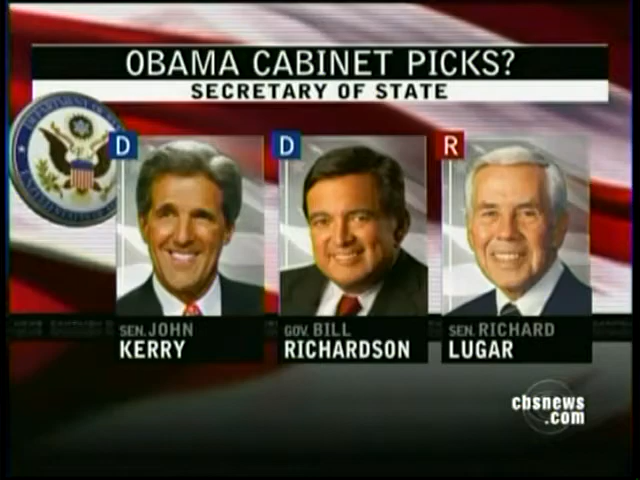 OBAMA CABINET PICKS?
SECRETARY OF STATE
D
D
R
SEN. JOHN
KERRY
GOV. BILL
RICHARDSON
SEN. RICHARD
LUGAR
cbsnews
.com